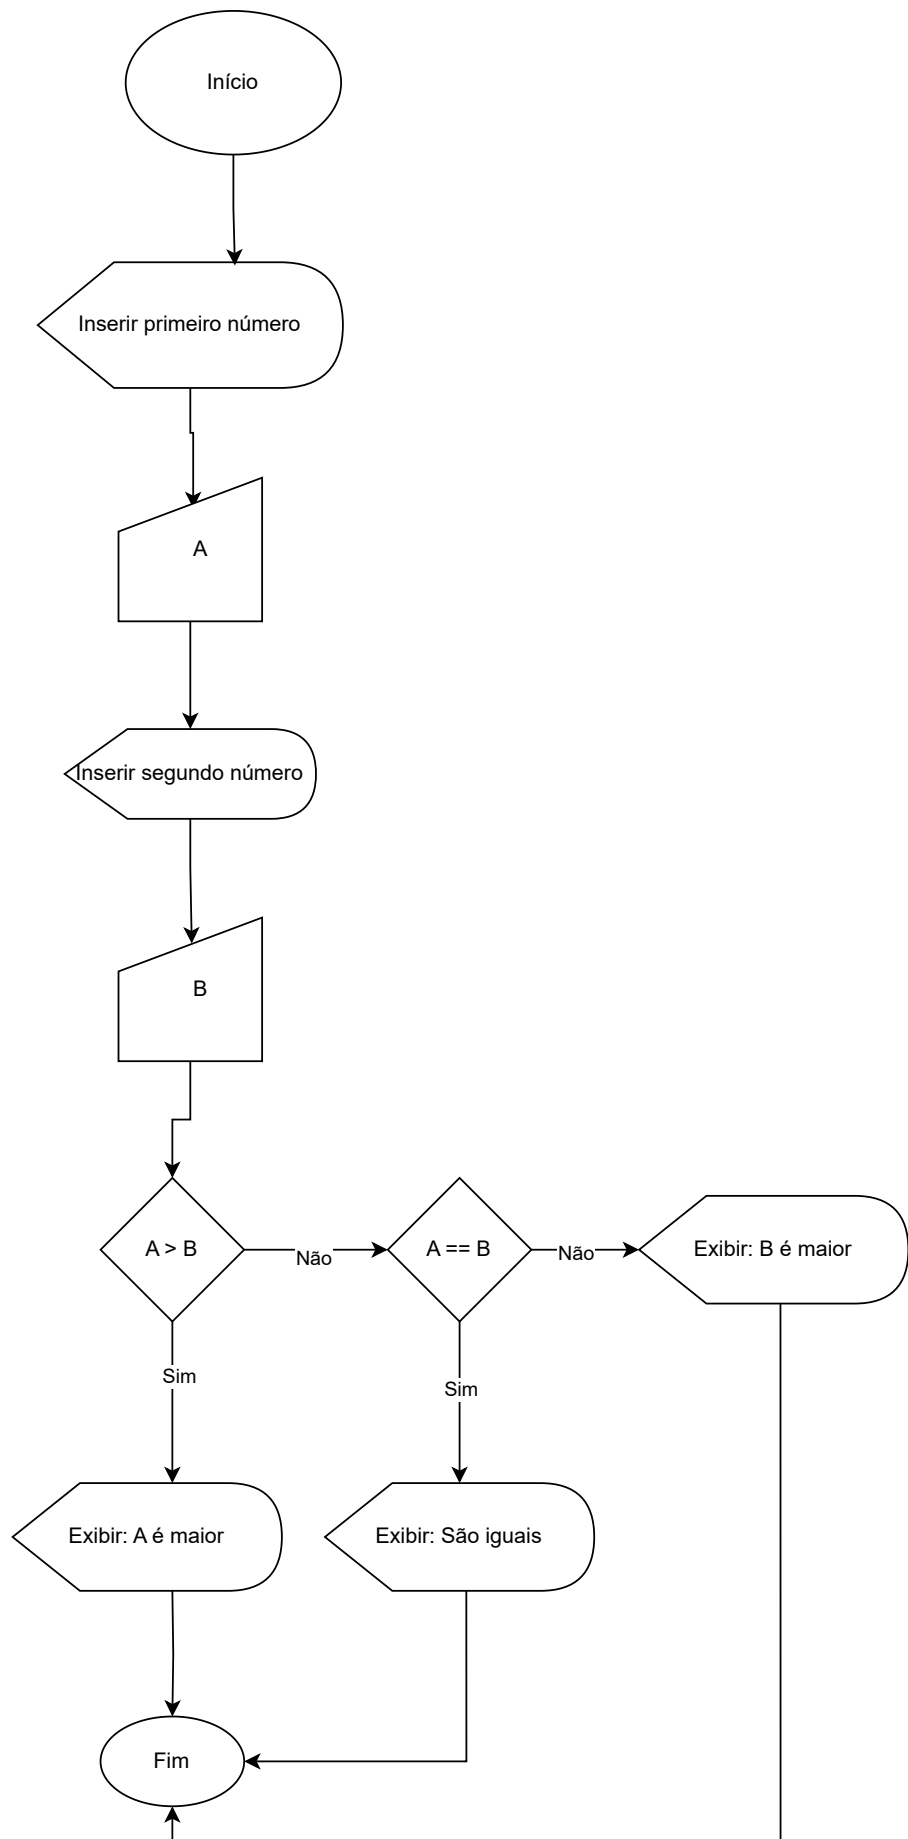 Início
Inserir primeiro número
A
Inserir segundo número
B
A > B
Não
A == B
Não
Exibir: B é maior
Sim
Sim
Exibir: A é maior
Exibir: São iguais
Fim